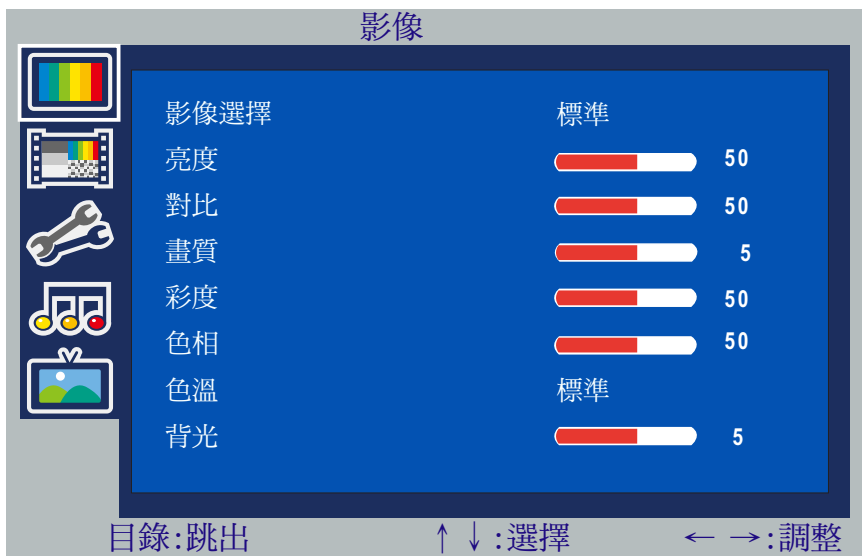 影像
影像選擇 標準
亮度 50
對比 50
畫質 5
彩度 50
色相 50
色溫 標準
背光 5
目錄:跳出 ↑ ↓ :選擇 ← → :調整